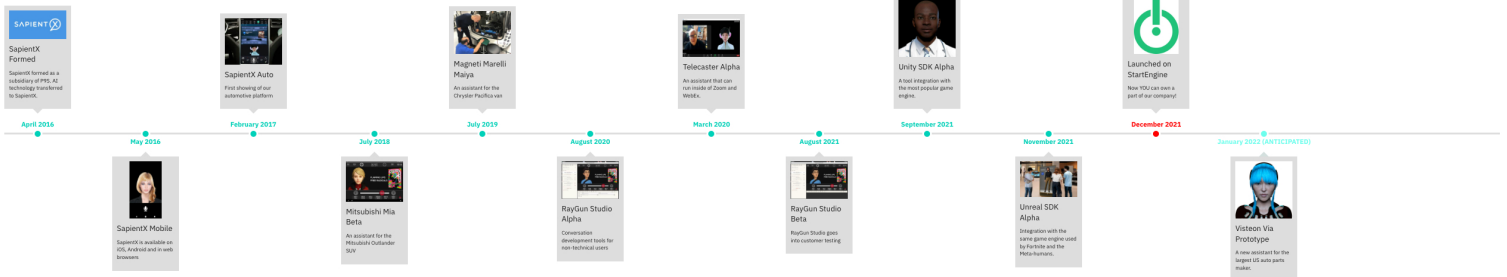 SAPIENT X
SapientX
Formed
SapientX formed as a
subsidiary of P9S. AI
technology transferred
to SapientX.
April 2016
May 2016
SapientX Mobile
SapientX is available on
iOS, Android and in web
browsers
SapientX Auto
First showing of our
automotive platform
February 2017
July 2018
Mitsubishi Mia
Beta
An assistant for the
Mitsubishi Outlander
SUV
Magneti Marelli
Maiya
An assistant for the
Chrysler Pacifica van
July 2019
August 2020
RayGun Studio
Alpha
Conversation
development tools for
non-technical users
Telecaster Alpha
An assistant that can
run inside of Zoom and
WebEx.
March 2020
August 2021
RayGun Studio
Beta
RayGun Studio goes
into customer testing
Unity SDK Alpha
A tool integration with
the most popular game
engine.
September 2021
November 2021
Unreal SDK
Alpha
Integration with the
same game engine used
by Fortnite and the
Meta-humans.
Launched on
StartEngine
Now YOU can own a
part of our company!
December 2021
January 2022 (ANTICIPATED)
Visteon Via
Prototype
A new assistant for the
largest US auto parts
maker.